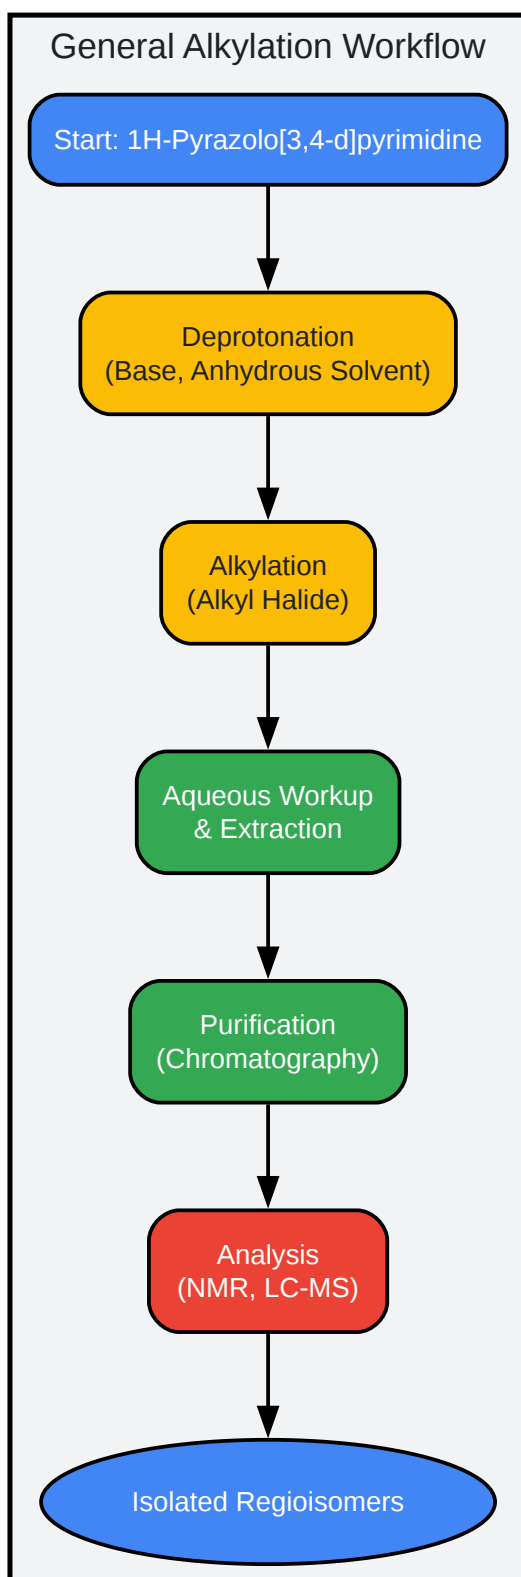 General Alkylation Workflow
Start: 1H-Pyrazolo[3,4-d]pyrimidine
Deprotonation
(Base, Anhydrous Solvent)
Alkylation
(Alkyl Halide)
Aqueous Workup
& Extraction
Purification
(Chromatography)
Analysis
(NMR, LC-MS)
Isolated Regioisomers